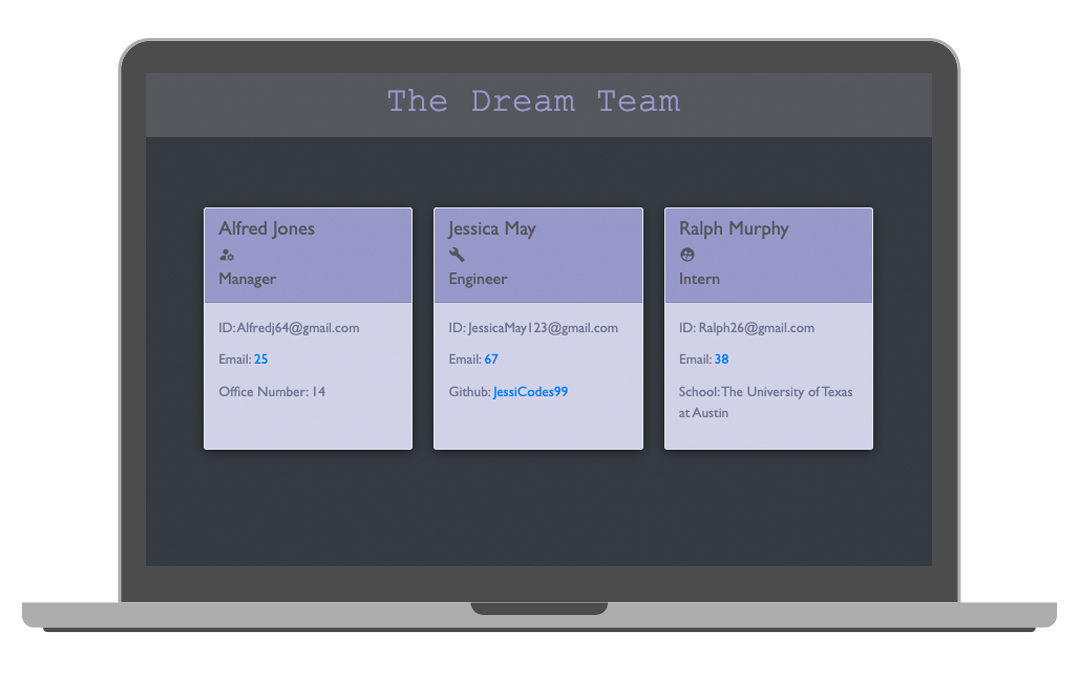 The Dream Team
Alfred Jones
Manager
ID: Alfredj64@gmail.com
Email: 25
Office Number: 14
Jessica May
Engineer
ID: JessicaMay123@gmail.com
Email: 67
Github: JessiCodes99
Ralph Murphy
Intern
ID: Ralph26@gmail.com
Email: 38
School: The University of Texas
at Austin